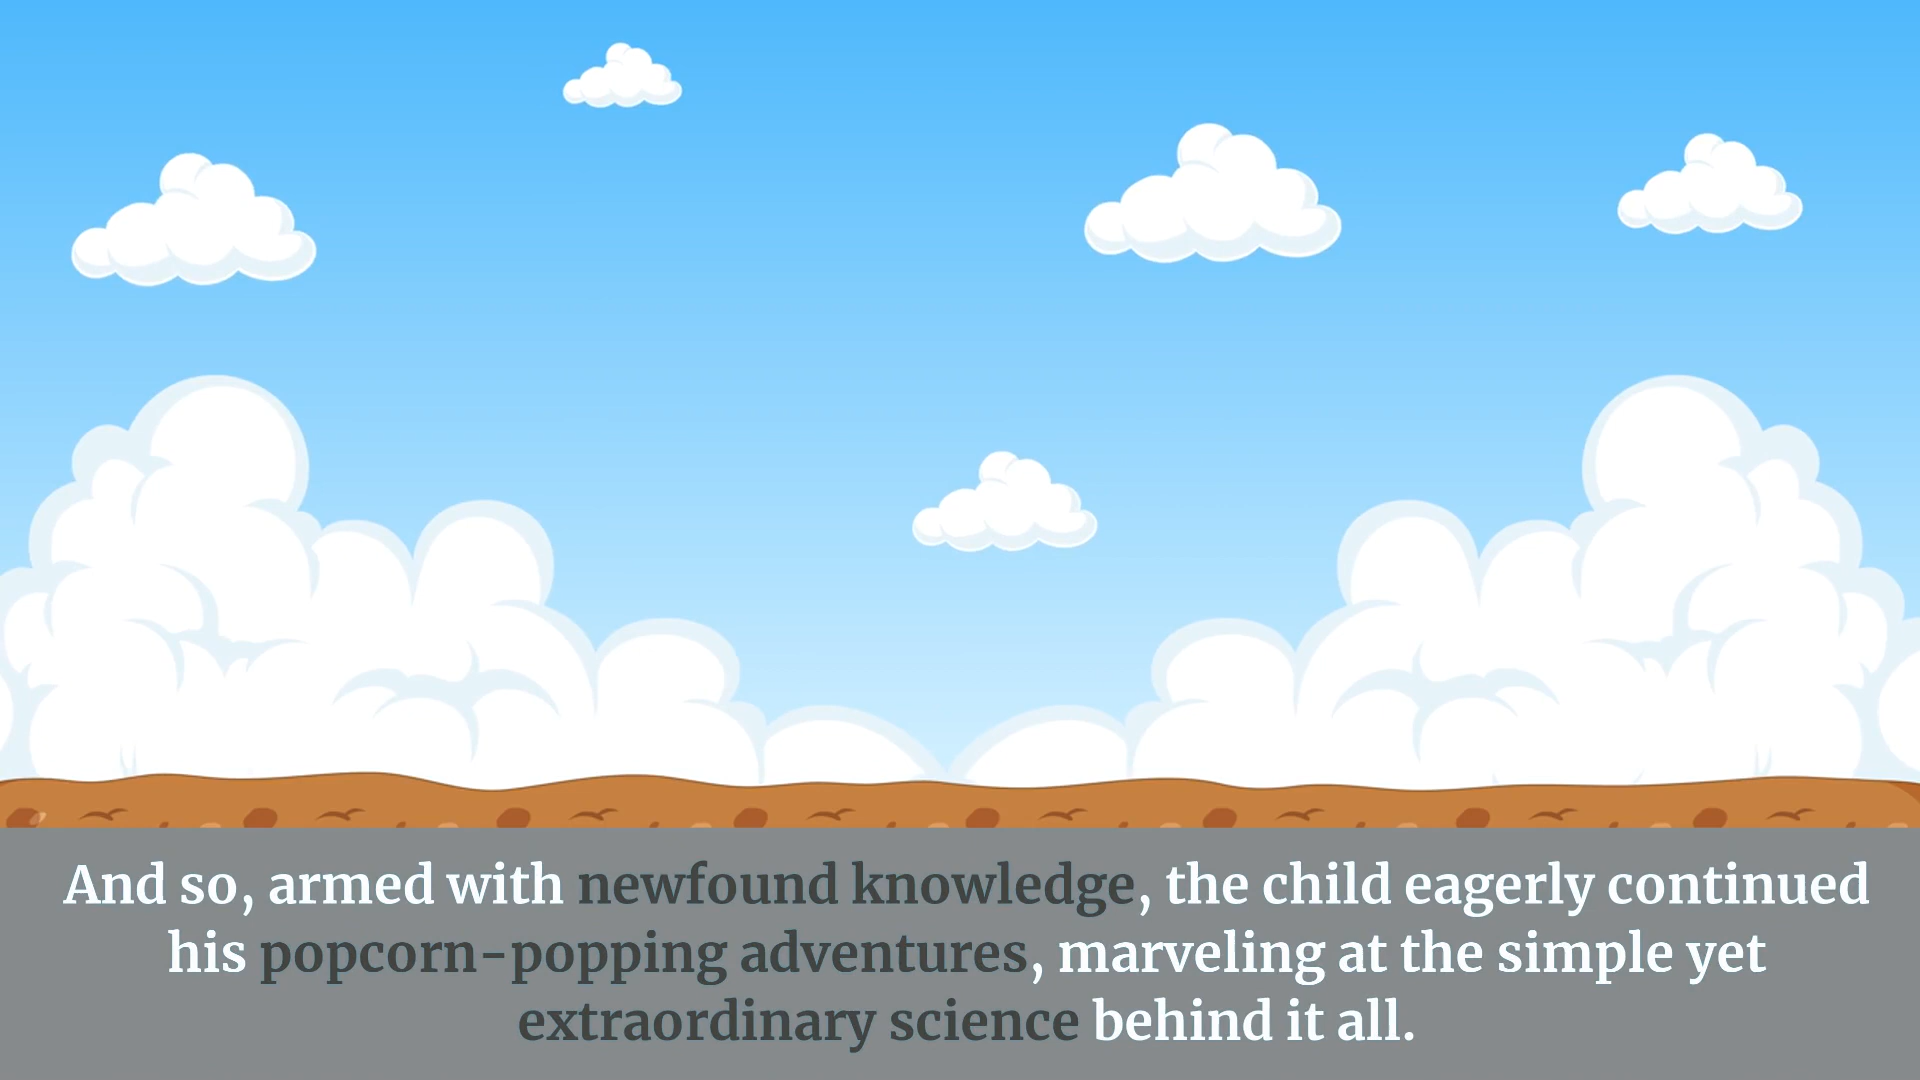 And so, armed with newfound knowledge, the child eagerly continued
his popcorn-popping adventures, marveling at the simple yet
extraordinary science behind it all.